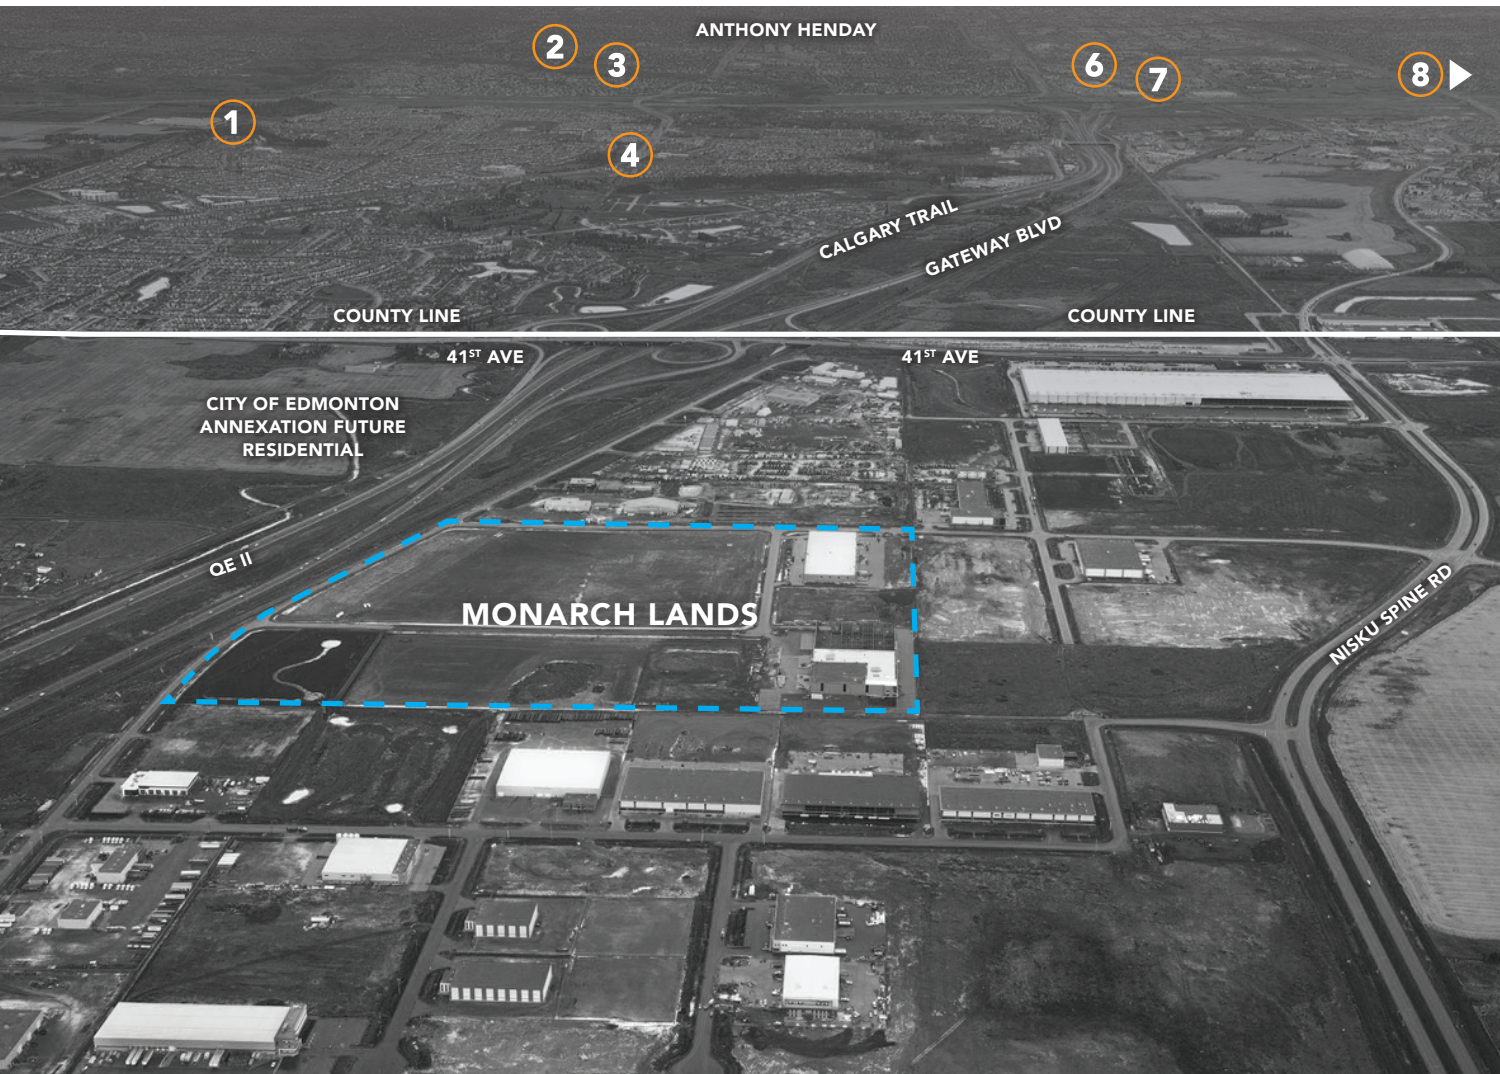 ANTHONY HENDAY
2
3
6
7
8
1
4
CALGARY TRAIL
GATEWAY BLVD
COUNTY LINE
COUNTY LINE
41ST AVE
41ST AVE
CITY OF EDMONTON
ANNEXATION FUTURE
RESIDENTIAL
QE II
MONARCH LANDS
NISKU SPINE RD